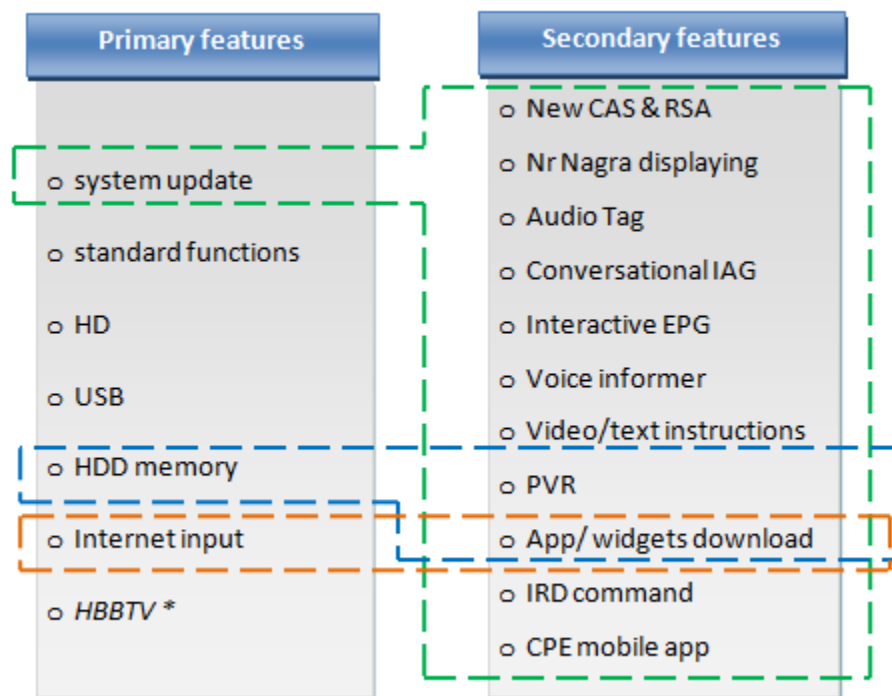 Primary features
system update
standard functions
HD
USB
HDD memory
Internet input
HBBTV *
Secondary features
New CAS & RSA
Nr Nagra displaying
Audio Tag
Conversational IAG
Interactive EPG
Voice informer
Video/text instructions
PVR
App/ widgets download
IRD command
CPE mobile app